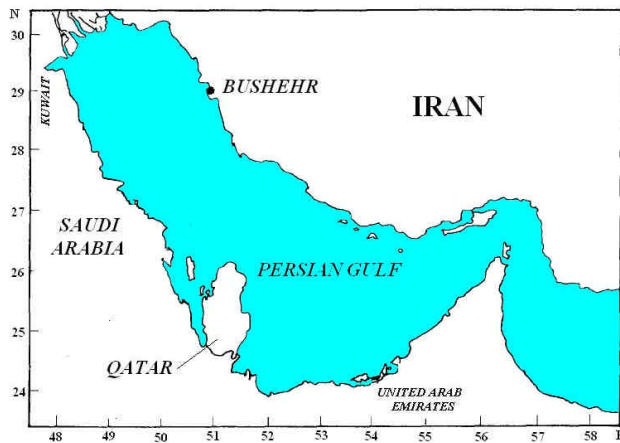 N
30
KUWAIT
29
BUSHEHR
IRAN
28
27
SAUDI
ARABIA
26
PERSIAN GULF
25
QATAR
24
UNITED ARAB
EMIRATES
48 49 50 51 52 53 54 55 56 57 58 E